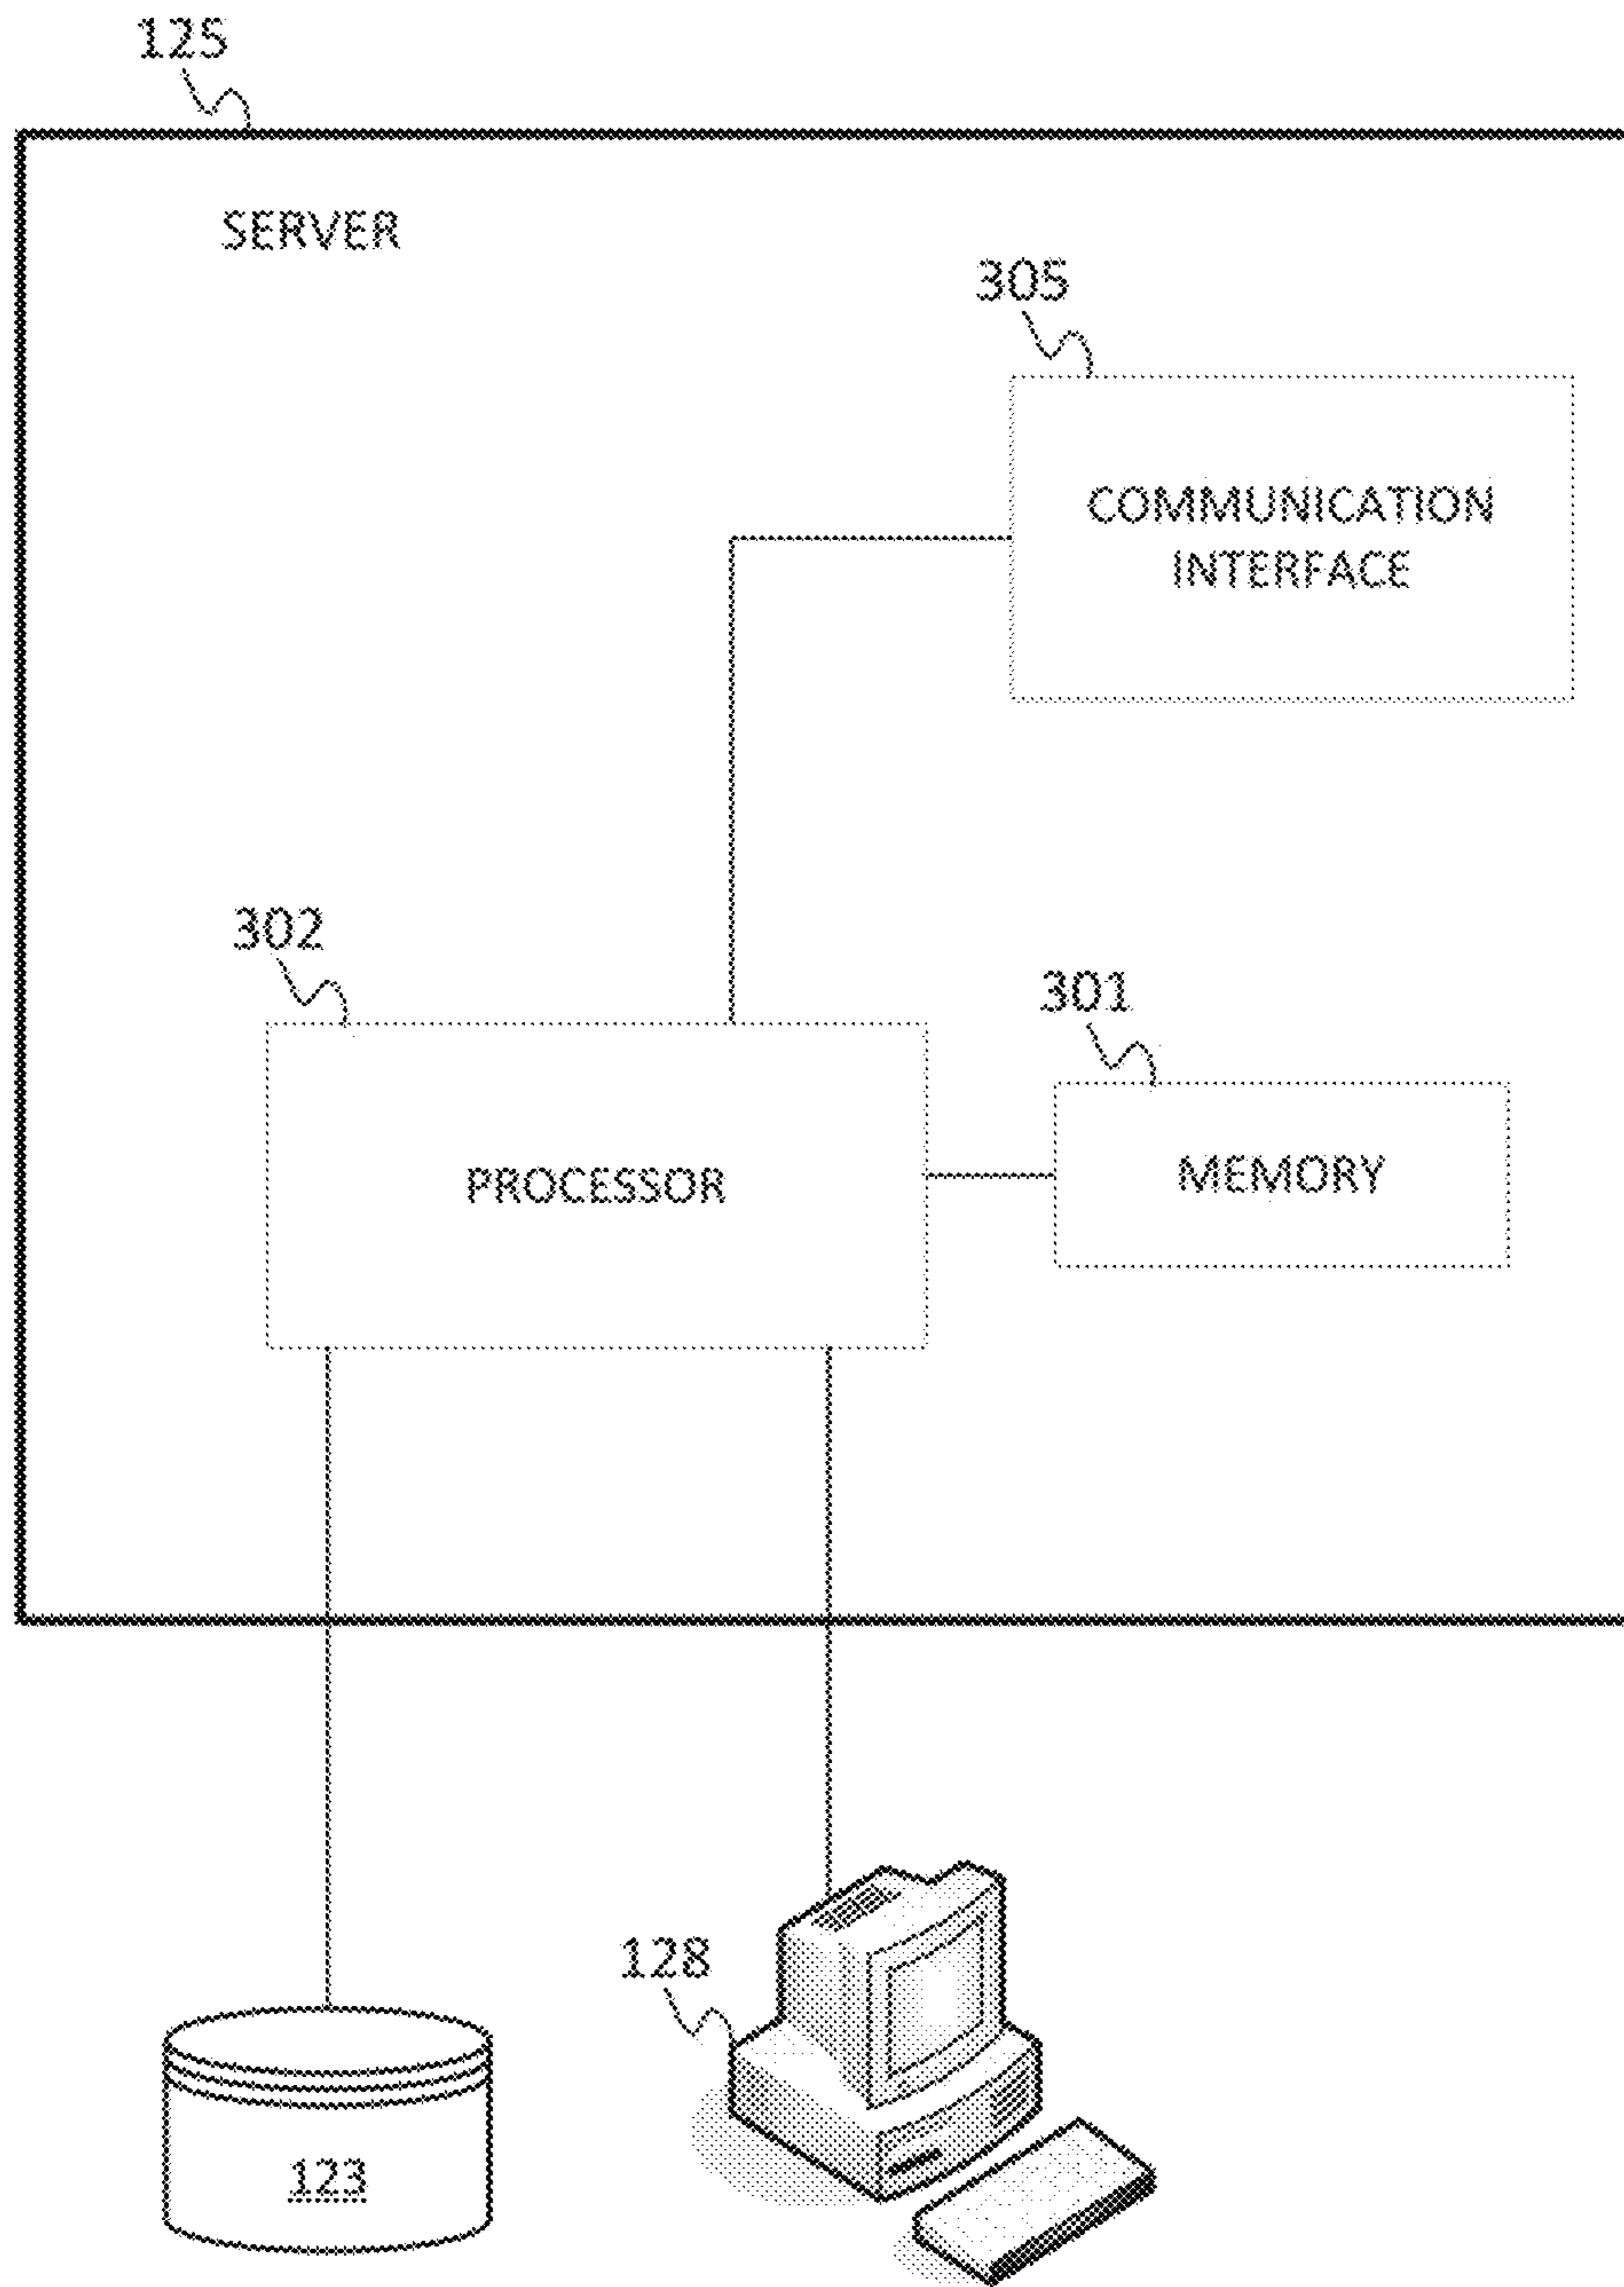 125
SERVER
305
COMMUNICATION
INTERFACE
302
301
PROCESSOR
MEMORY
128
123